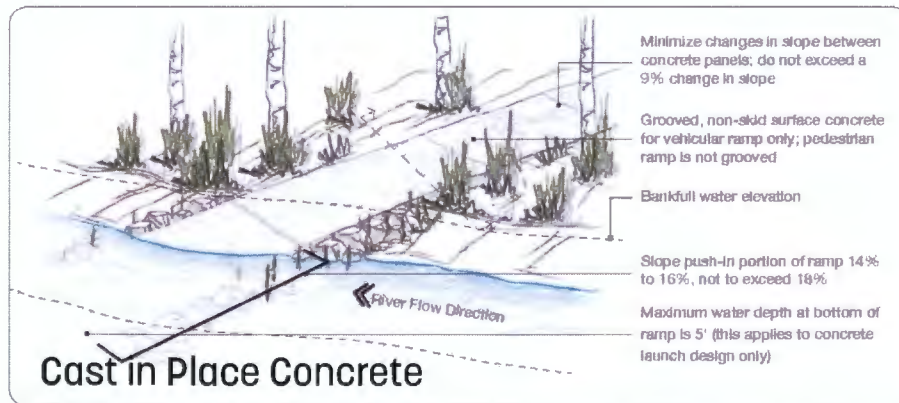 Minimize changes in slope between
concrete panels; do not exceed a
9% change in slope
Grooved, non-skid surface concrete
for vehicular ramp only; pedestrian
ramp is not grooved
Bankfull water elevation
Slope push-in portion of ramp 14%
to 16%, not to exceed 18%
River Flow Direction
Maximum water depth at bottom of
ramp is 5' (this applies to concrete
launch design only)
Cast in Place Concrete